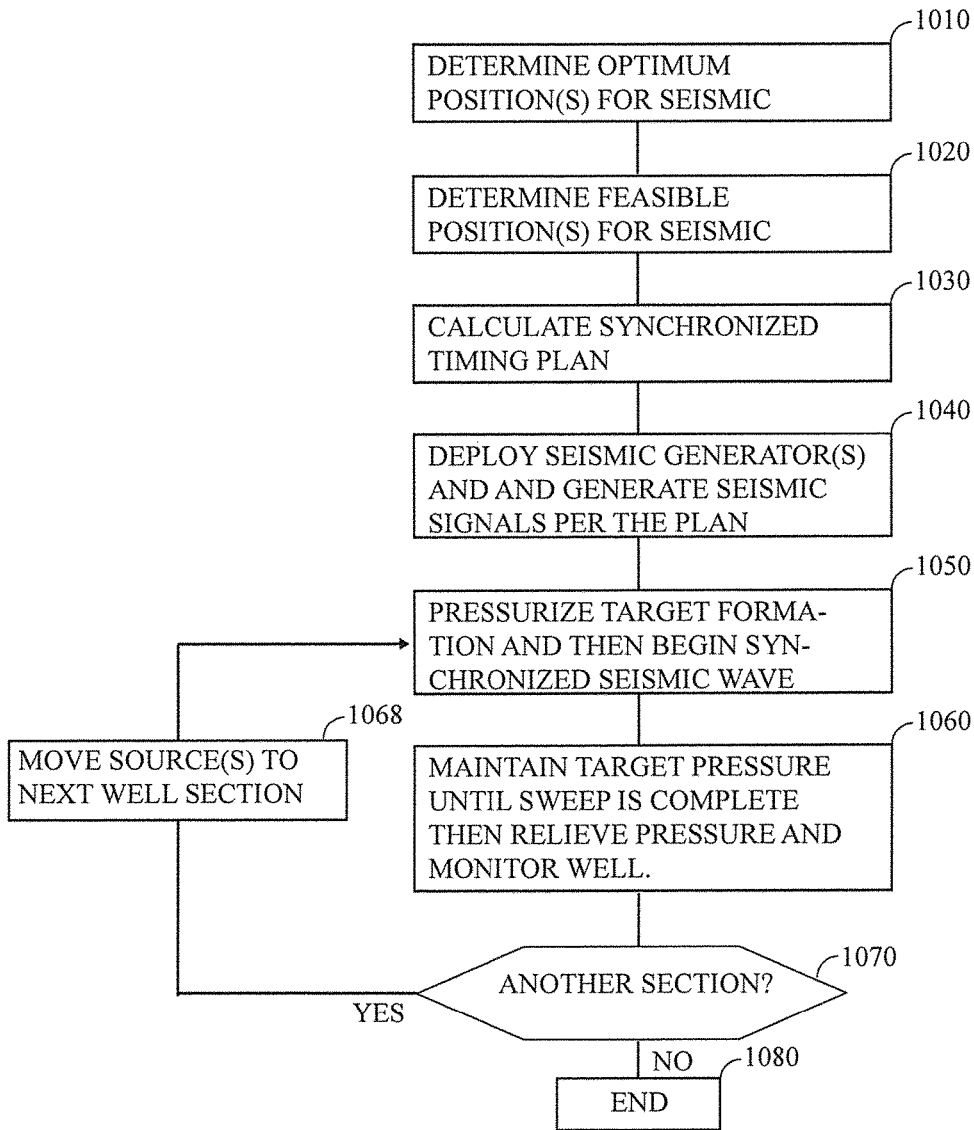 1010
DETERMINE OPTIMUM
POSITION(S) FOR SEISMIC
1020
DETERMINE FEASIBLE
POSITION(S) FOR SEISMIC
1030
CALCULATE SYNCHRONIZED
TIMING PLAN
1040
DEPLOY SEISMIC GENERATOR(S)
AND AND GENERATE SEISMIC
SIGNALS PER THE PLAN
1050
PRESSURIZE TARGET FORMA-
TION AND THEN BEGIN SYN-
CHRONIZED SEISMIC WAVE
1068
MOVE SOURCE(S) TO
NEXT WELL SECTION
1060
MAINTAIN TARGET PRESSURE
UNTIL SWEEP IS COMPLETE
THEN RELIEVE PRESSURE AND
MONITOR WELL.
1070
ANOTHER SECTION?
YES
NO
1080
END